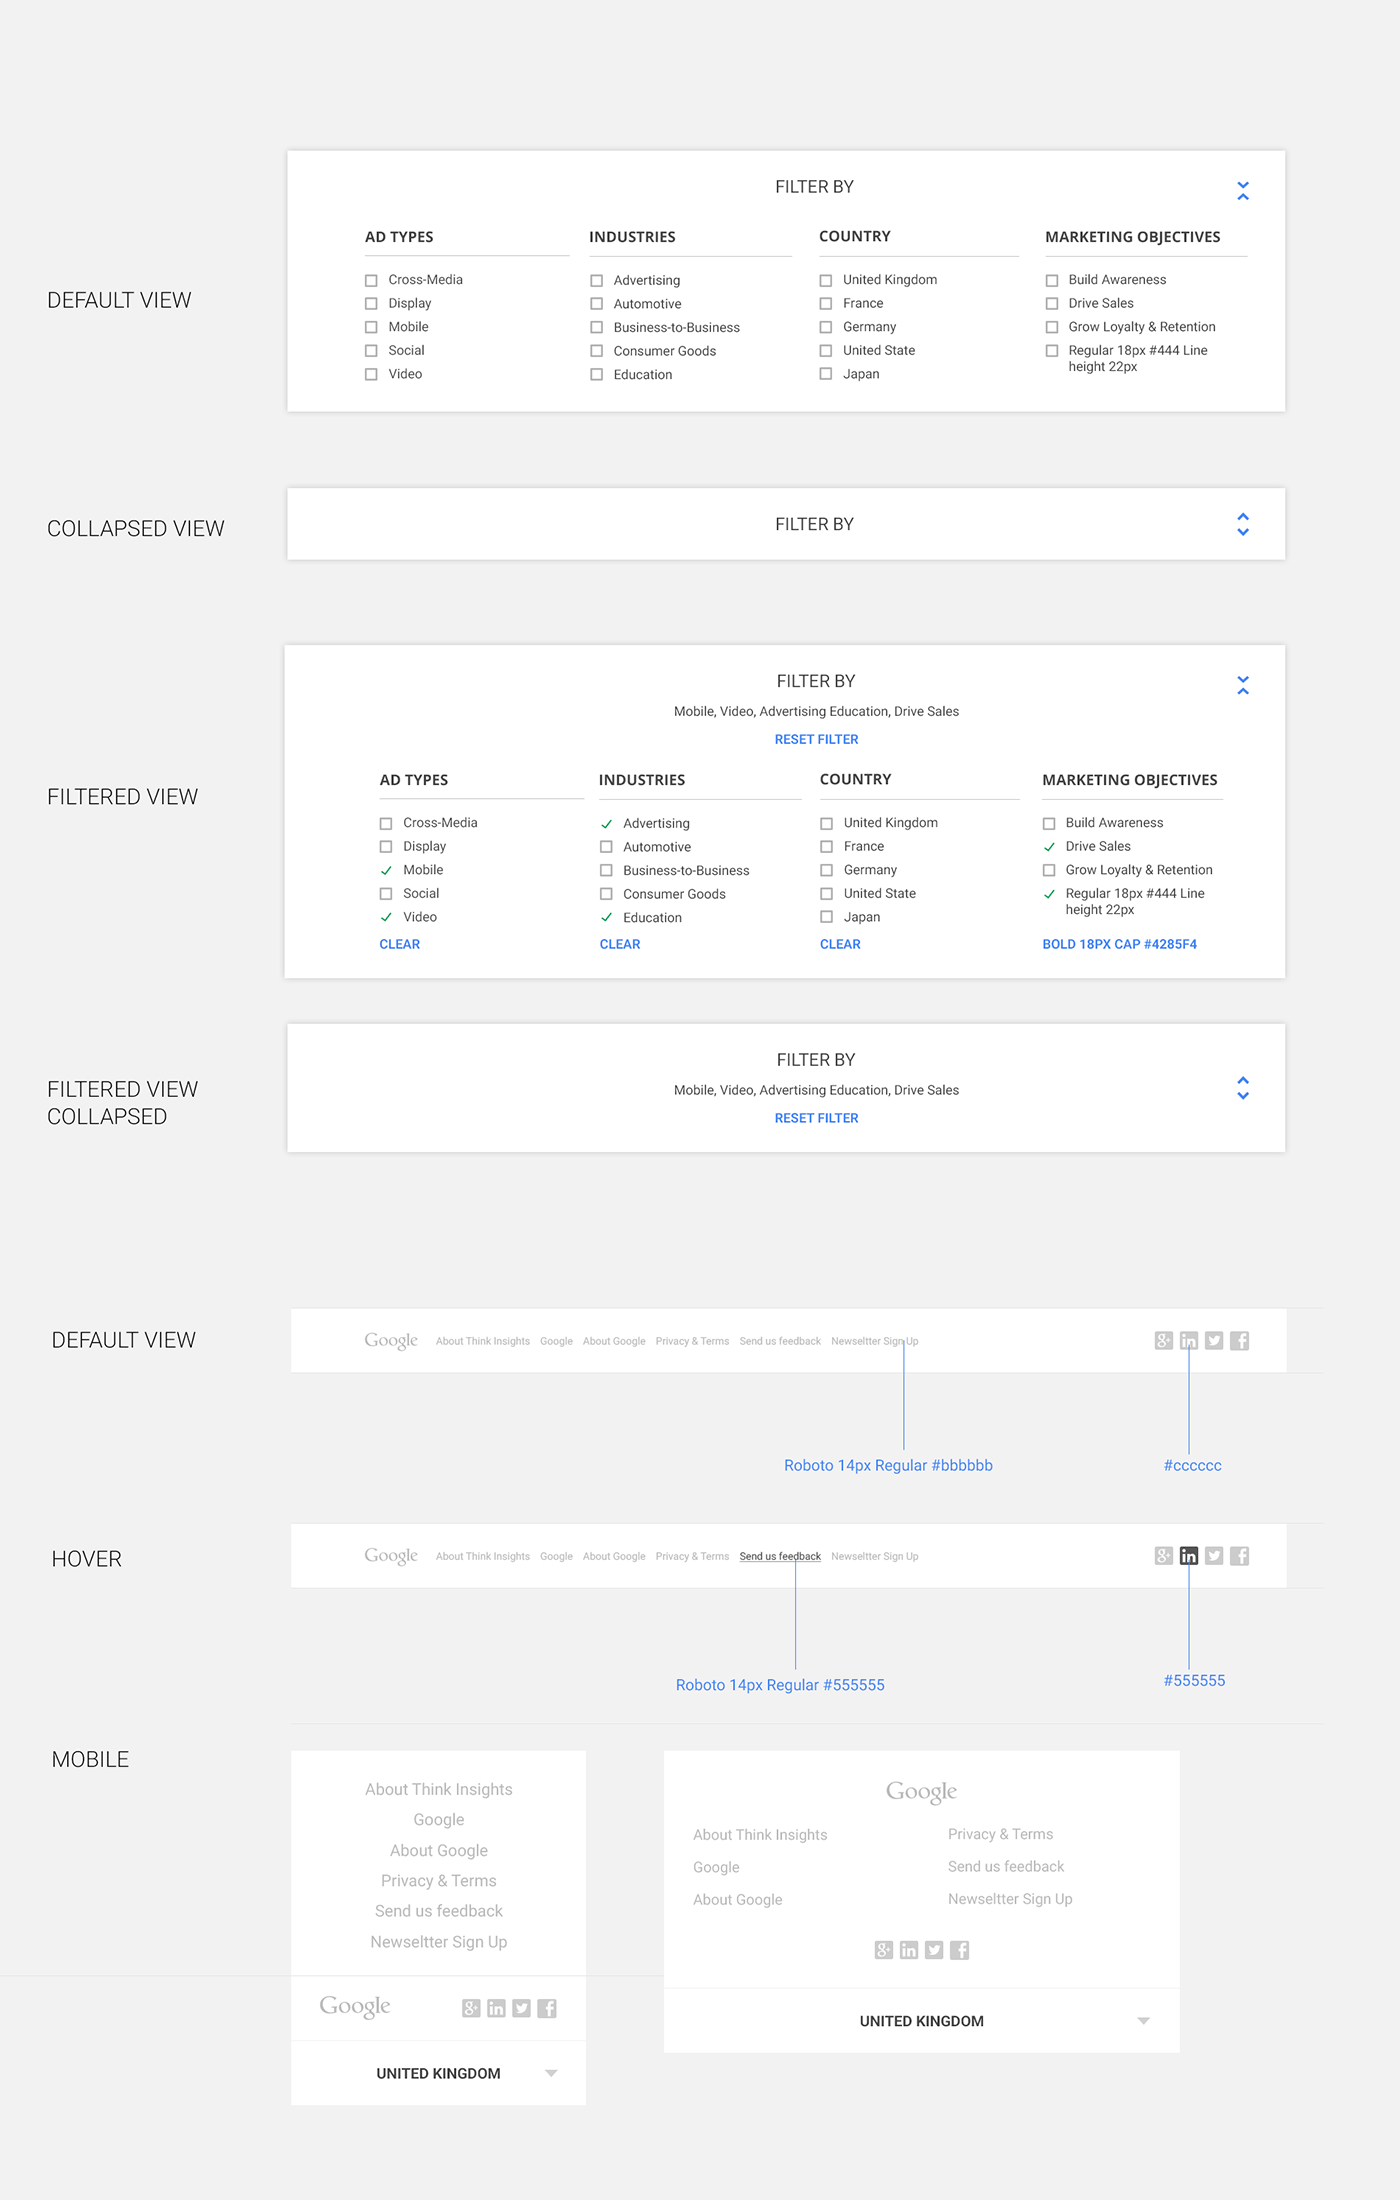 DEFAULT VIEW
FILTER BY
AD TYPES
Cross-Media
Display
Mobile
Social
Video
INDUSTRIES
Advertising
Automotive
Business-to-Business
Consumer Goods
Education
COUNTRY
United Kingdom
France
Germany
United State
Japan
MARKETING OBJECTIVES
Build Awareness
Drive Sales
Grow Loyalty & Retention
Regular 18px #444 Line
height 22px
COLLAPSED VIEW
FILTER BY
FILTERED VIEW
FILTER BY
Mobile, Video, Advertising Education, Drive Sales
RESET FILTER
AD TYPES
Cross-Media
Display
Mobile
Social
Video
CLEAR
INDUSTRIES
Advertising
Automotive
Business-to-Business
Consumer Goods
Education
CLEAR
COUNTRY
United Kingdom
France
Germany
United State
Japan
CLEAR
MARKETING OBJECTIVES
Build Awareness
Drive Sales
Grow Loyalty & Retention
Regular 18px #444 Line
height 22px
BOLD 18PX CAP #4285F4
FILTERED VIEW
COLLAPSED
FILTER BY
Mobile, Video, Advertising Education, Drive Sales
RESET FILTER
DEFAULT VIEW
Google About Think Insights Google About Google Privacy & Terms Send us feedback Newseltter Sign Up
Roboto 14px Regular #bbbbbb
#cccccc
HOVER
Google About Think Insights Google About Google Privacy & Terms Send us feedback Newseltter Sign Up
Roboto 14px Regular #555555
#555555
MOBILE
About Think Insights
Google
About Google
Privacy & Terms
Send us feedback
Newseltter Sign Up
Google
UNITED KINGDOM
Google
About Think Insights
Google
About Google
Privacy & Terms
Send us feedback
Newseltter Sign Up
UNITED KINGDOM